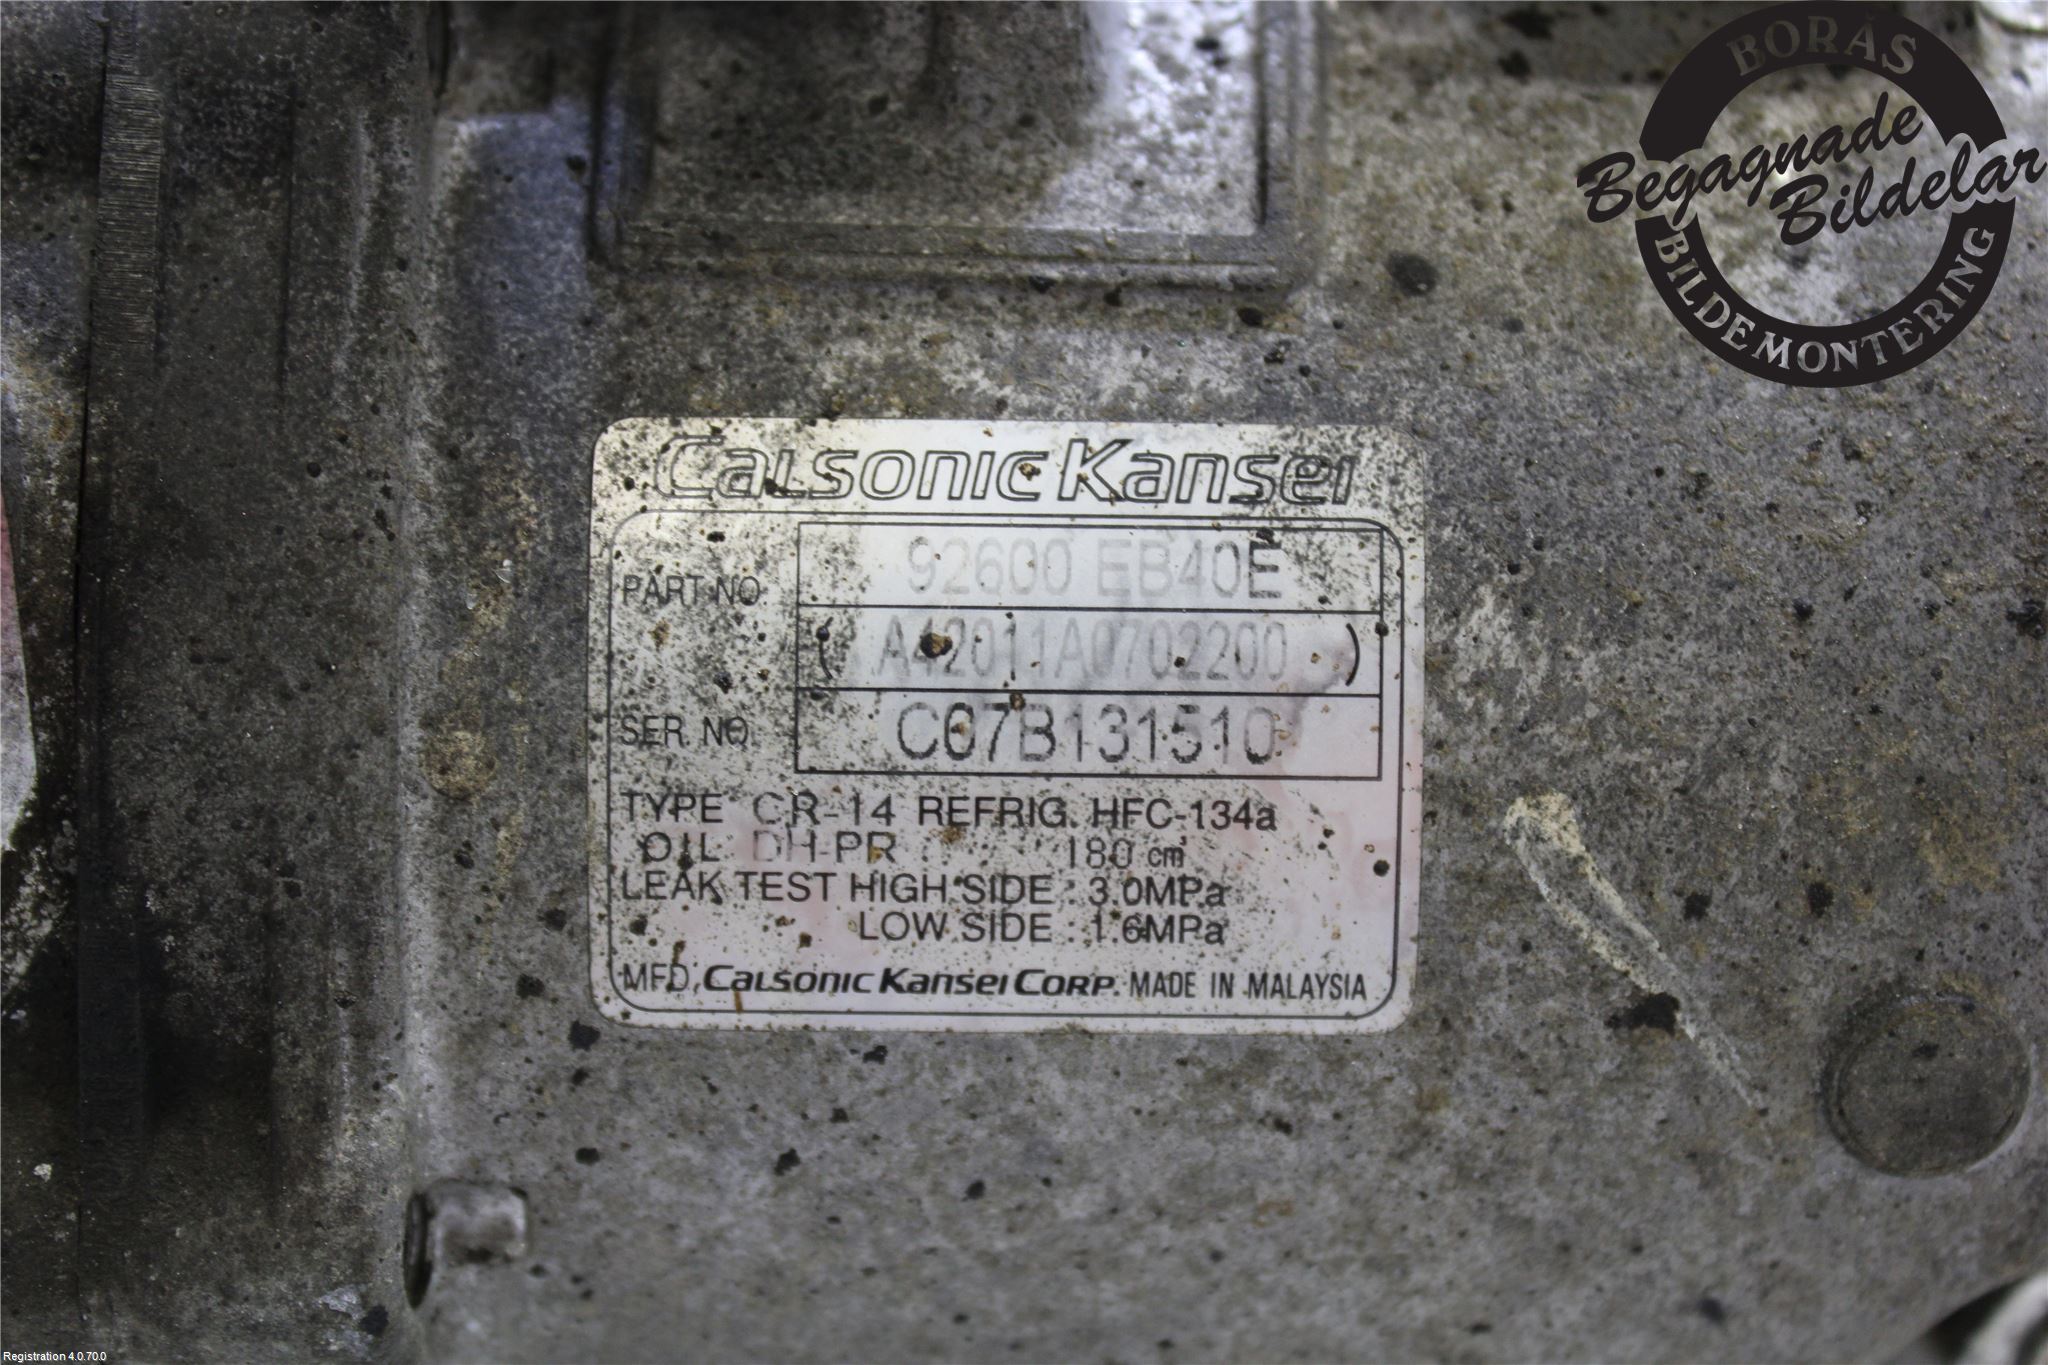 BORÅS
Begagnade
Bildelar
BILDEMONTERING
CALSONIC KANSEI
PART NO 92600 EB40E
( A42011A0702200 )
SER. NO. C07B131510
TYPE CR-14 REFRIG. HFC-134a
OIL DH-PR 180 cm³
LEAK TEST HIGH SIDE : 3.0MPa
LOW SIDE : 1.6MPa
MFD. CALSONIC KANSEI CORP. MADE IN MALAYSIA
Registration 4.0.70.0